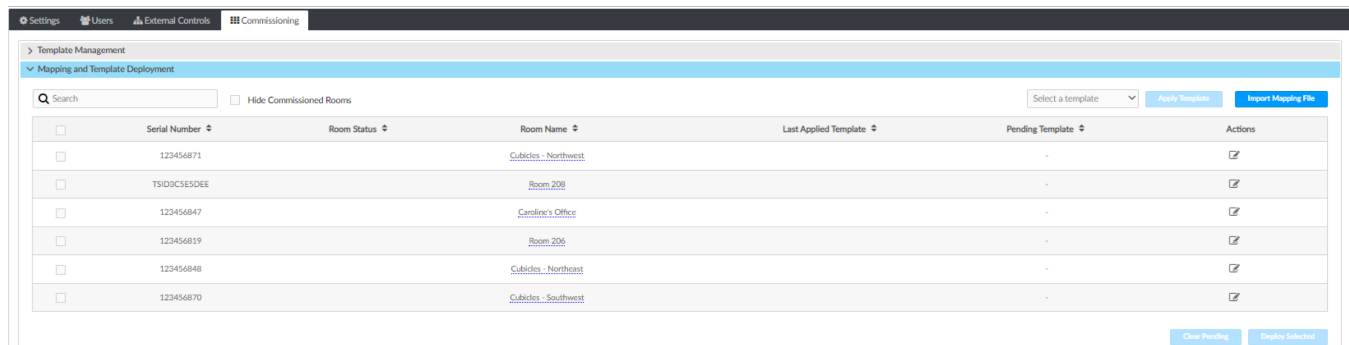 Settings Users External Controls Commissioning
Template Management
Mapping and Template Deployment
Search Hide Commissioned Rooms Select a template Apply Template Import Mapping File
Serial Number Room Status Room Name Last Applied Template Pending Template Actions
123456871 Cubicles - Northwest -
TSID3C5E5DEE Room 208 -
123456847 Caroline's Office -
123456819 Room 206 -
123456848 Cubicles - Northeast -
123456870 Cubicles - Southwest -
Clear Pending Deploy Selected